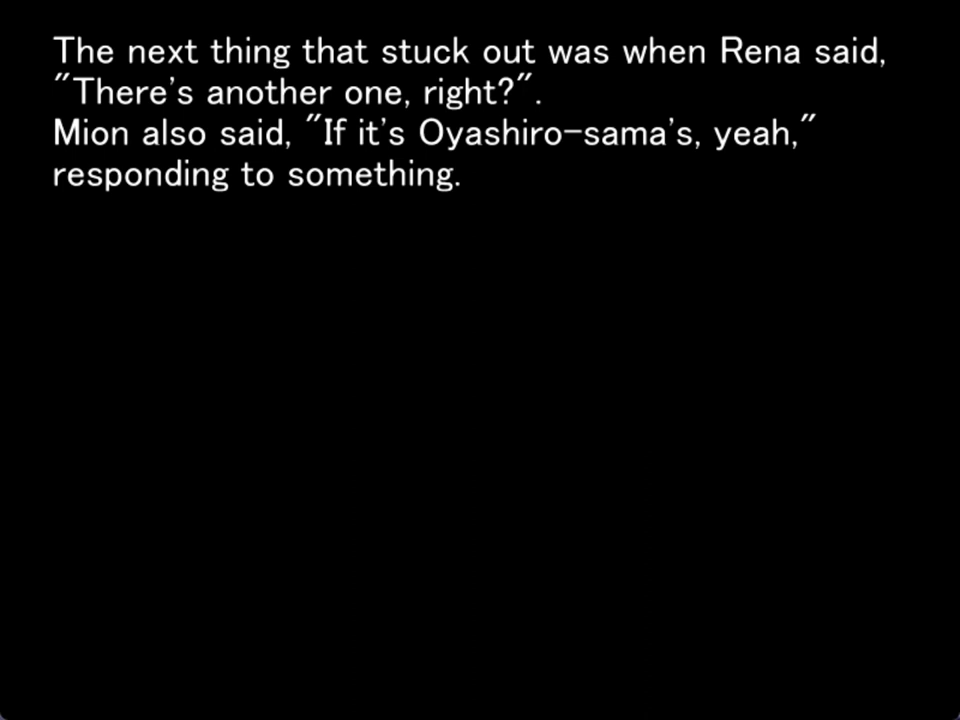 The next thing that stuck out was when Rena said,
"There's another one, right?".
Mion also said, "If it's Oyashiro-sama's, yeah,"
responding to something.